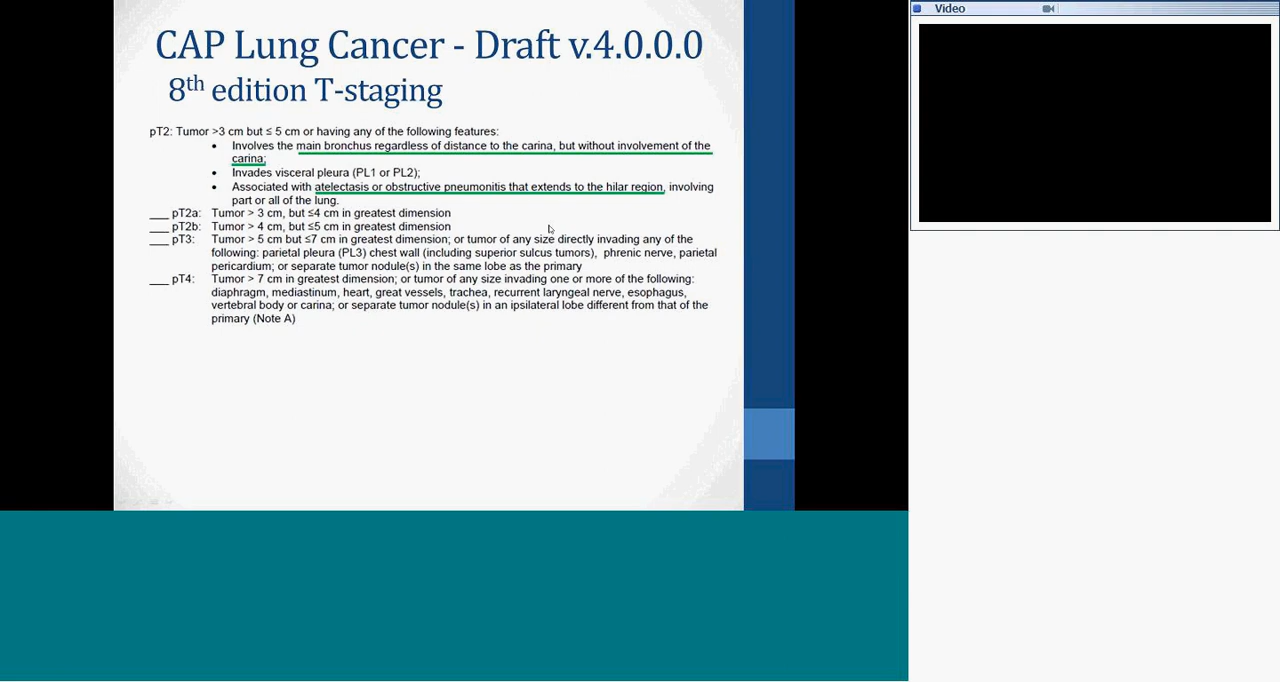 Video
CAP Lung Cancer - Draft v.4.0.0.0
8th edition T-staging
pT2: Tumor >3 cm but ≤ 5 cm or having any of the following features:
• Involves the main bronchus regardless of distance to the carina, but without involvement of the
carina;
• Invades visceral pleura (PL1 or PL2);
• Associated with atelectasis or obstructive pneumonitis that extends to the hilar region, involving
part or all of the lung.
___ pT2a: Tumor > 3 cm, but ≤4 cm in greatest dimension
___ pT2b: Tumor > 4 cm, but ≤5 cm in greatest dimension
___ pT3: Tumor > 5 cm but ≤7 cm in greatest dimension; or tumor of any size directly invading any of the
following: parietal pleura (PL3) chest wall (including superior sulcus tumors), phrenic nerve, parietal
pericardium; or separate tumor nodule(s) in the same lobe as the primary
___ pT4: Tumor > 7 cm in greatest dimension; or tumor of any size invading one or more of the following:
diaphragm, mediastinum, heart, great vessels, trachea, recurrent laryngeal nerve, esophagus,
vertebral body or carina; or separate tumor nodule(s) in an ipsilateral lobe different from that of the
primary (Note A)